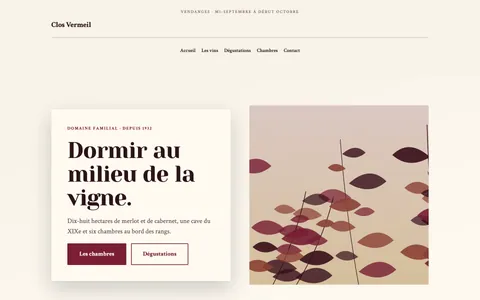 VENDANGES · MI-SEPTEMBRE À DÉBUT OCTOBRE
Clos Vermeil
Accueil Les vins Dégustations Chambres Contact
DOMAINE FAMILIAL · DEPUIS 1932
Dormir au
milieu de la
vigne.
Dix-huit hectares de merlot et de cabernet, une cave du
XIXe et six chambres au bord des rangs.
Les chambres
Dégustations